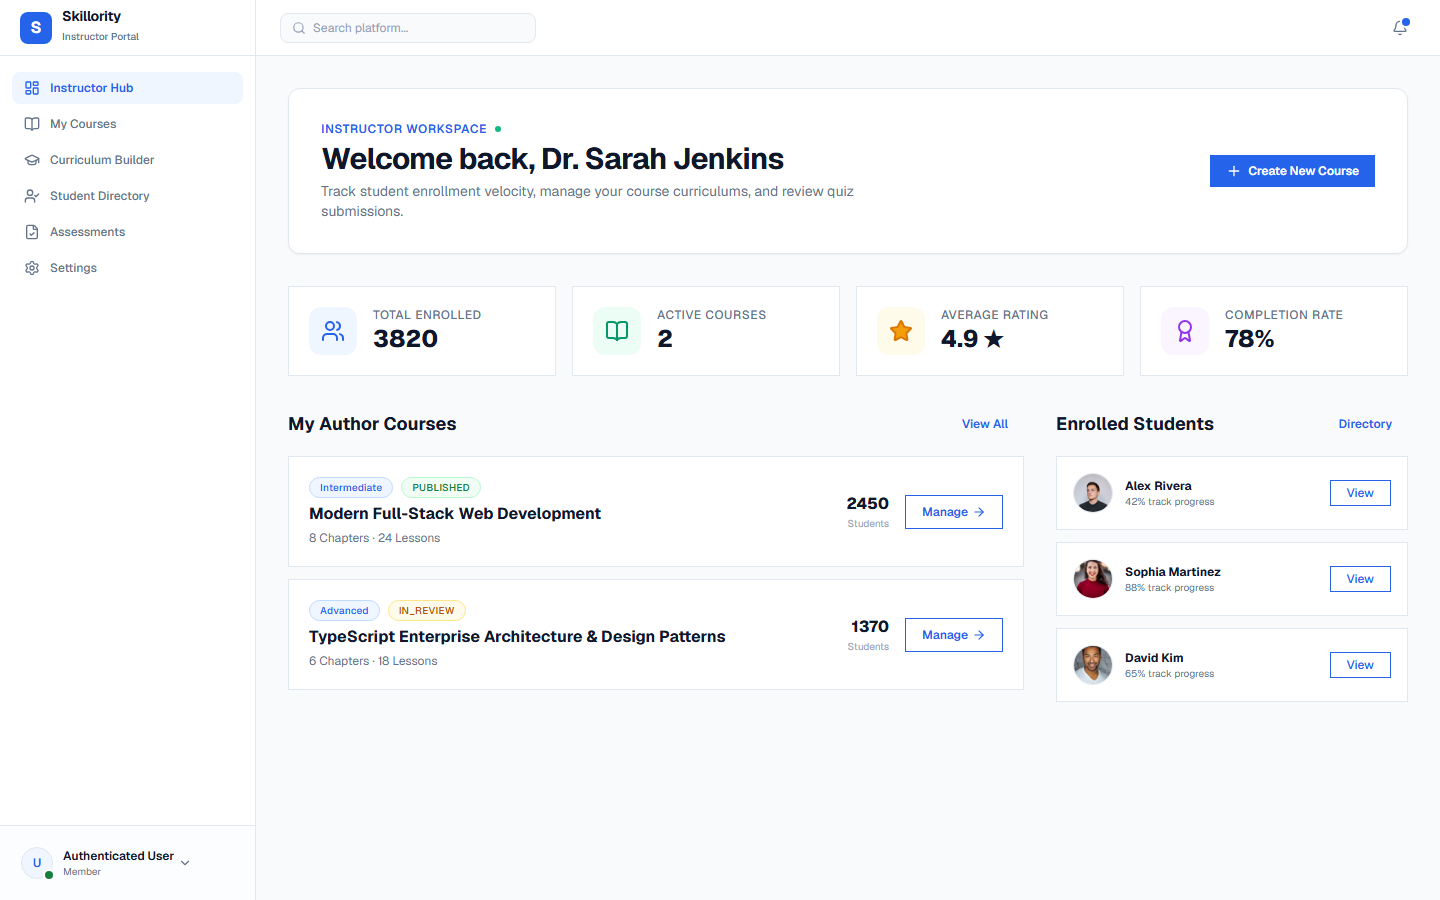 S
Skillority
Instructor Portal
Search platform...
Instructor Hub
My Courses
Curriculum Builder
Student Directory
Assessments
Settings
INSTRUCTOR WORKSPACE
Welcome back, Dr. Sarah Jenkins
Track student enrollment velocity, manage your course curriculums, and review quiz
submissions.
Create New Course
TOTAL ENROLLED
3820
ACTIVE COURSES
2
AVERAGE RATING
4.9 ★
COMPLETION RATE
78%
My Author Courses
View All
Intermediate
PUBLISHED
Modern Full-Stack Web Development
8 Chapters · 24 Lessons
2450
Students
Manage →
Advanced
IN_REVIEW
TypeScript Enterprise Architecture & Design Patterns
6 Chapters · 18 Lessons
1370
Students
Manage →
Enrolled Students
Directory
Alex Rivera
42% track progress
View
Sophia Martinez
88% track progress
View
David Kim
65% track progress
View
U
Authenticated User
Member